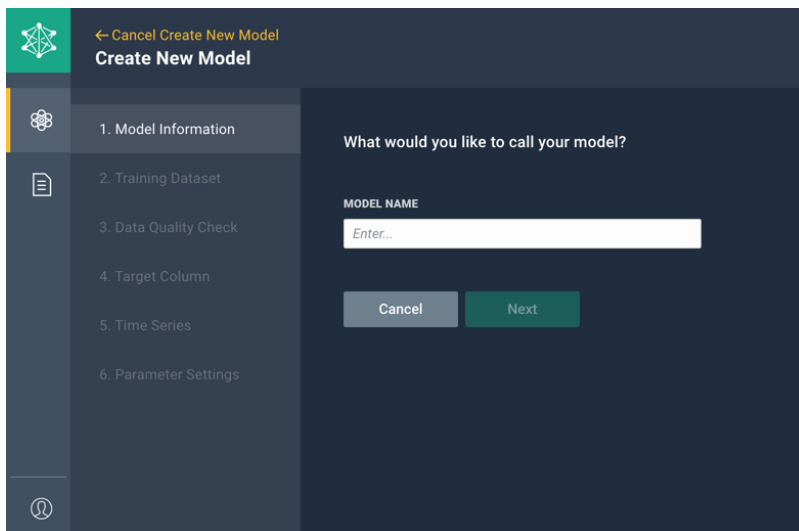 ← Cancel Create New Model
Create New Model
1. Model Information
2. Training Dataset
3. Data Quality Check
4. Target Column
5. Time Series
6. Parameter Settings
What would you like to call your model?
MODEL NAME
Enter...
Cancel
Next